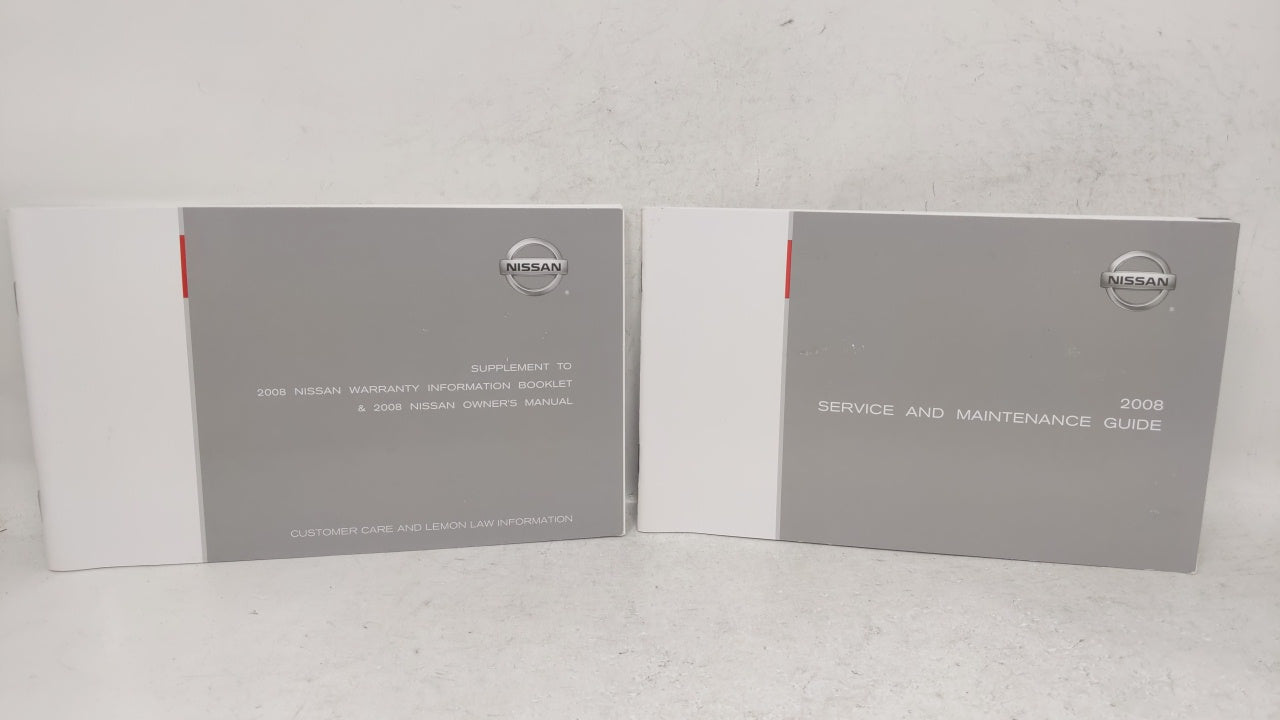 NISSAN
SUPPLEMENT TO
2008 NISSAN WARRANTY INFORMATION BOOKLET
& 2008 NISSAN OWNER'S MANUAL
CUSTOMER CARE AND LEMON LAW INFORMATION
NISSAN
2008
SERVICE AND MAINTENANCE GUIDE